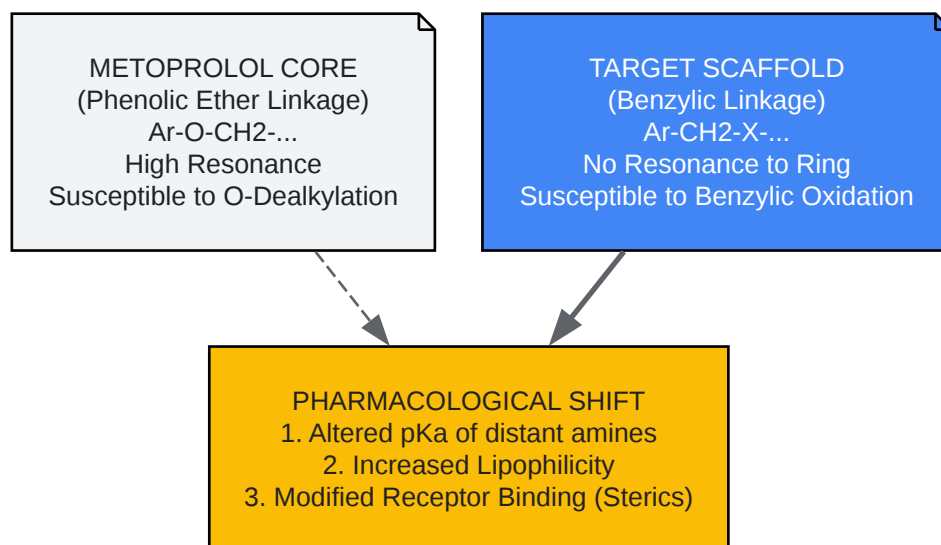 METOPROLOL CORE
(Phenolic Ether Linkage)
Ar-O-CH2-...
High Resonance
Susceptible to O-Dealkylation
TARGET SCAFFOLD
(Benzylic Linkage)
Ar-CH2-X-...
No Resonance to Ring
Susceptible to Benzylic Oxidation
PHARMACOLOGICAL SHIFT
1. Altered pKa of distant amines
2. Increased Lipophilicity
3. Modified Receptor Binding (Sterics)